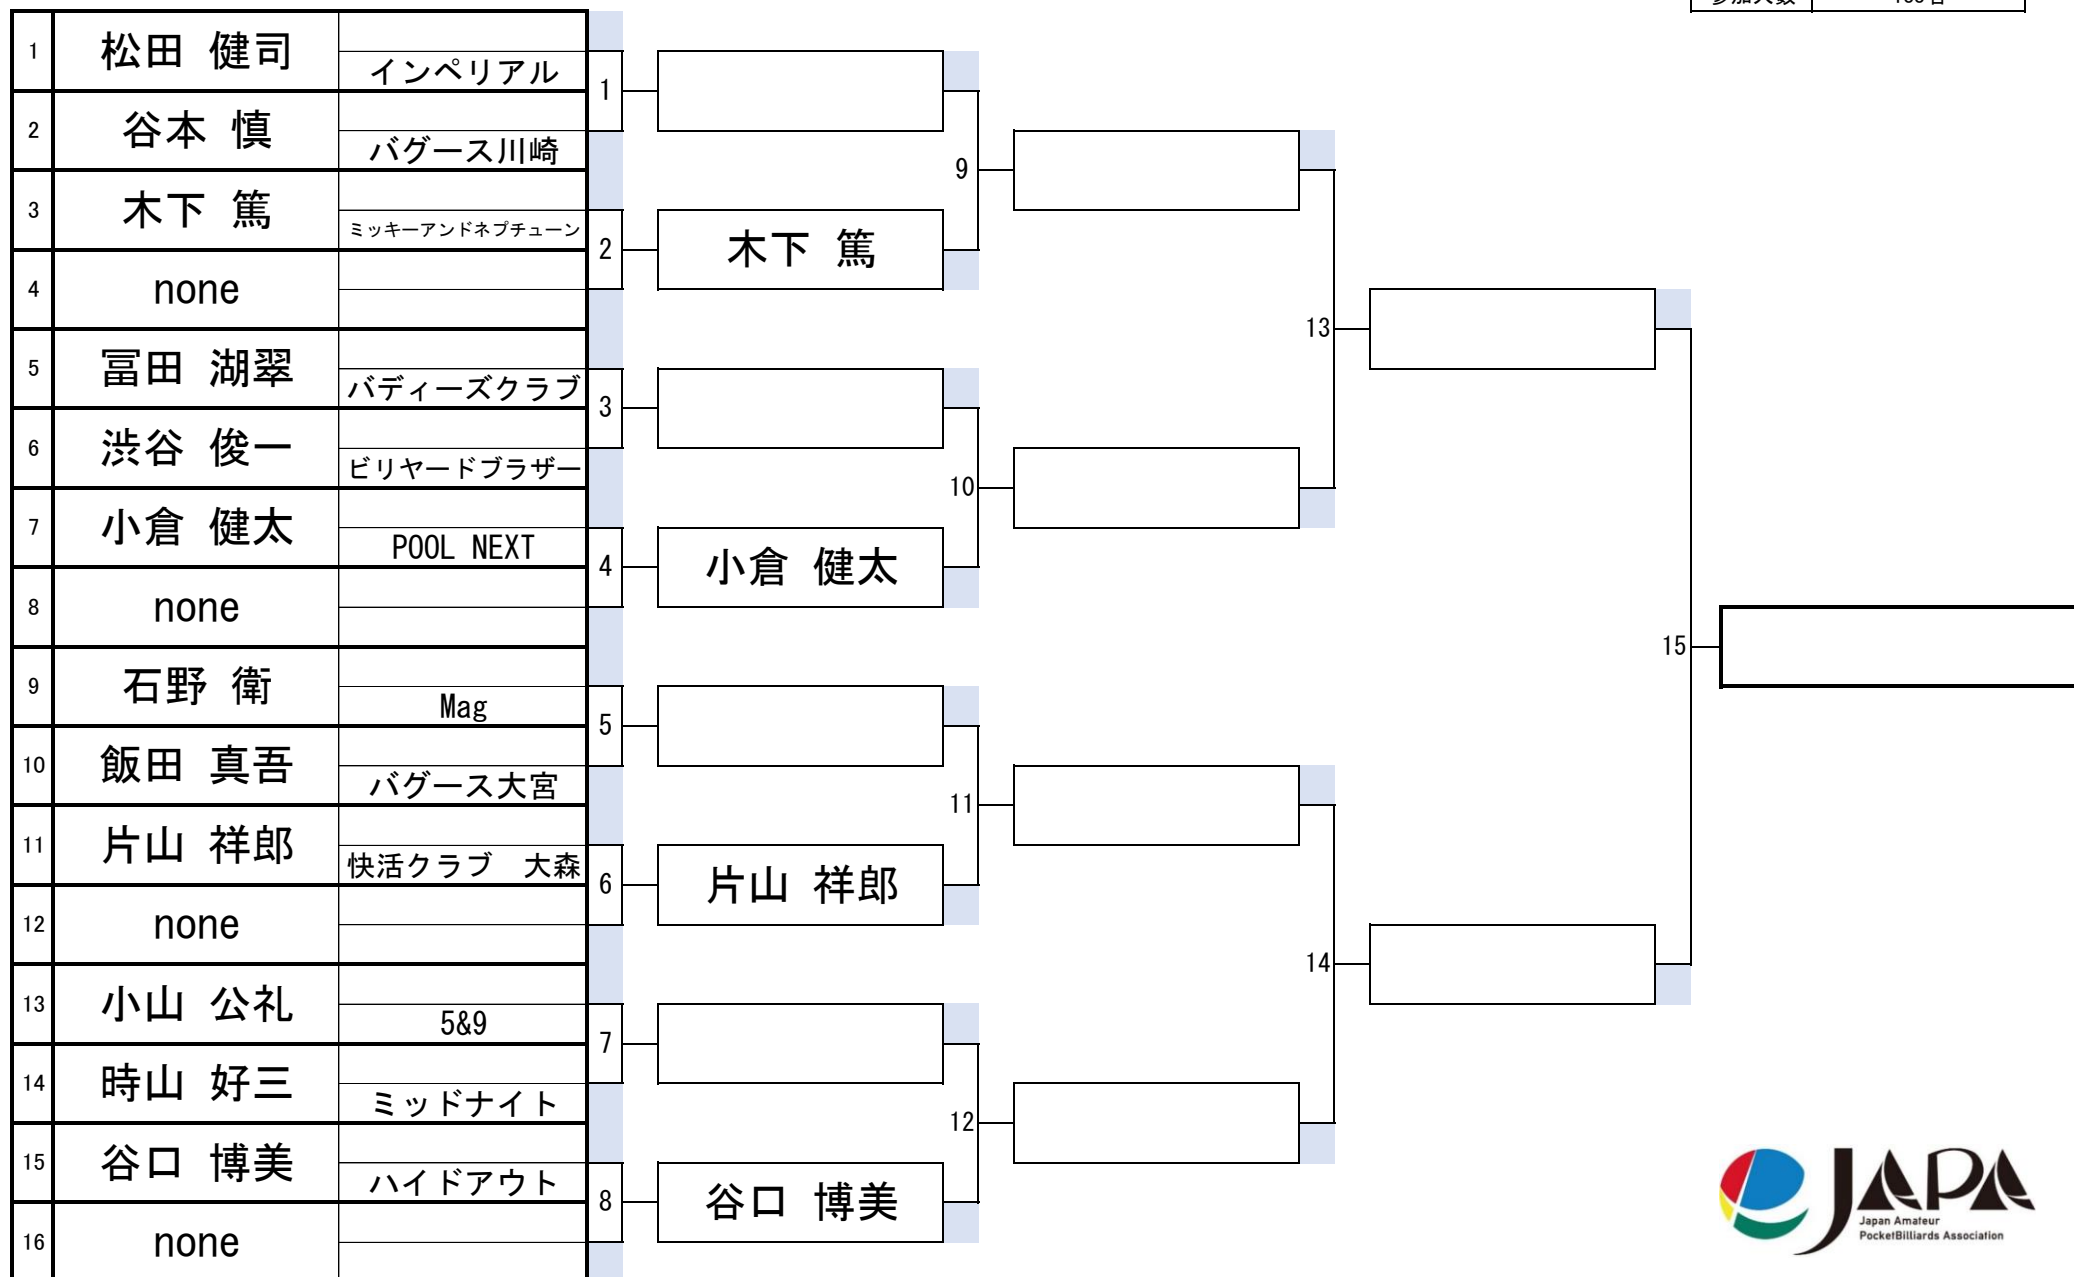 1
松田 健司
インペリアル
2
谷本 慎
バグース川崎
3
木下 篤
ミッキーアンドネプチューン
4
none
5
冨田 湖翠
バディーズクラブ
6
渋谷 俊一
ビリヤードブラザー
7
小倉 健太
POOL NEXT
8
none
9
石野 衛
Mag
10
飯田 真吾
バグース大宮
11
片山 祥郎
快活クラブ　大森
12
none
13
小山 公礼
5&9
14
時山 好三
ミッドナイト
15
谷口 博美
ハイドアウト
16
none
1
2
木下 篤
3
4
小倉 健太
5
6
片山 祥郎
7
8
谷口 博美
9
10
11
12
13
14
15
JAPA
Japan Amateur
PocketBilliards Association